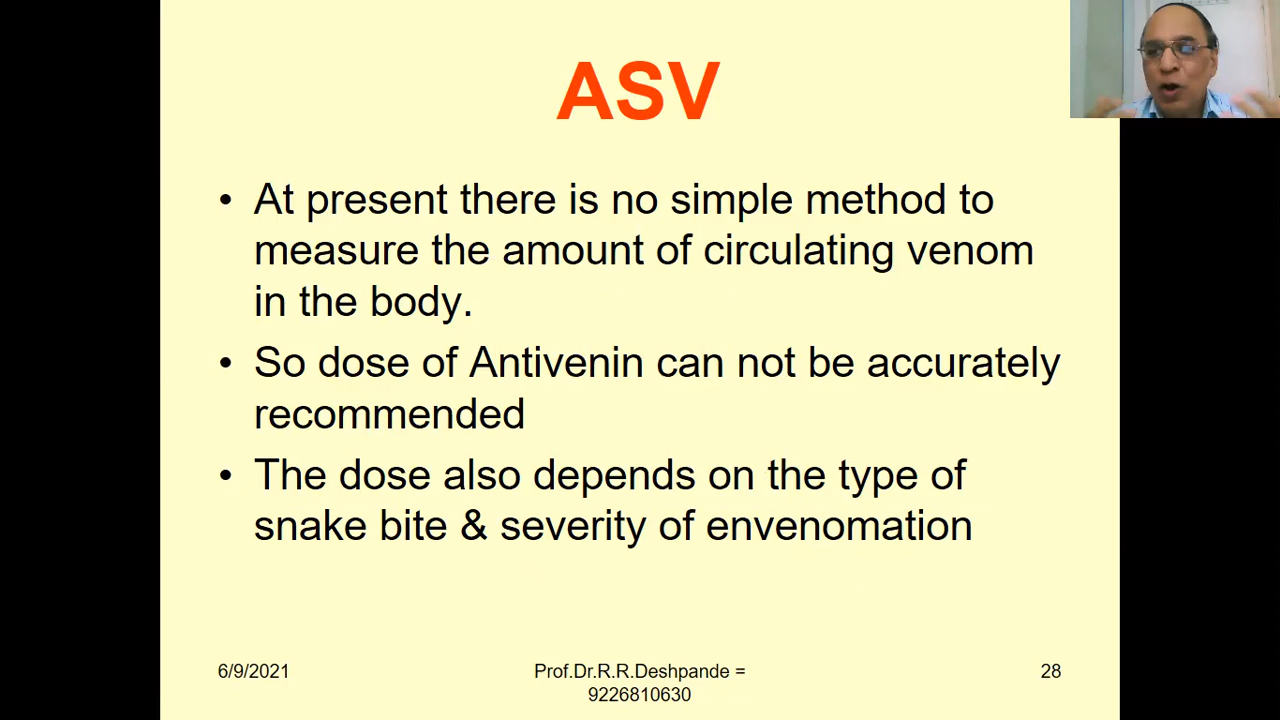 ASV
• At present there is no simple method to
measure the amount of circulating venom
in the body.
• So dose of Antivenin can not be accurately
recommended
• The dose also depends on the type of
snake bite & severity of envenomation
6/9/2021
Prof.Dr.R.R.Deshpande =
9226810630
28